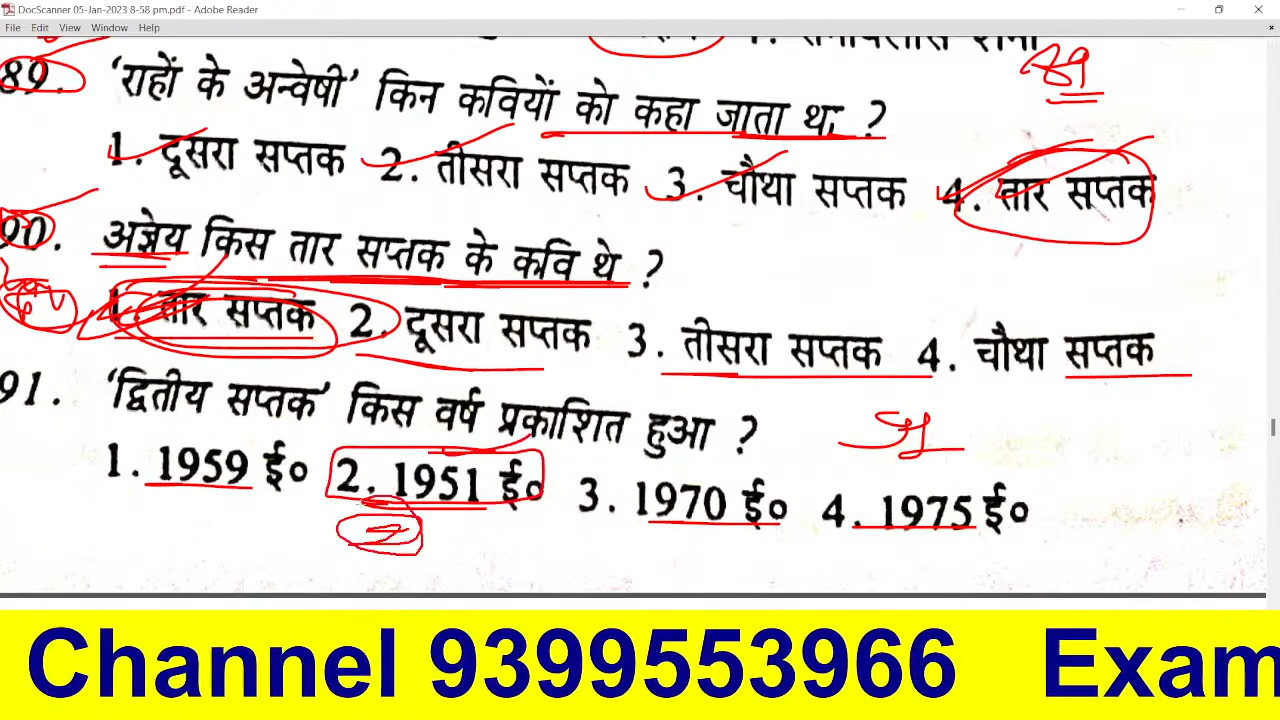 DocScanner 05-Jan-2023 8-58 pm.pdf - Adobe Reader
File Edit View Window Help
89. 'राहों के अन्वेषी' किन कवियों को कहा जाता था ?
1. दूसरा सप्तक 2. तीसरा सप्तक 3. चौथा सप्तक 4. तार सप्तक
90. अज्ञेय किस तार सप्तक के कवि थे ?
1. तार सप्तक 2. दूसरा सप्तक 3. तीसरा सप्तक 4. चौथा सप्तक
91. 'द्वितीय सप्तक' किस वर्ष प्रकाशित हुआ ?
1. 1959 ई० 2. 1951 ई० 3. 1970 ई० 4. 1975 ई०
Channel 9399553966 Exam